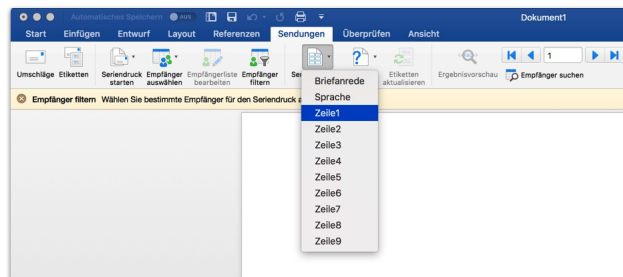 Automatisches Speichern AUS Dokument1
Start Einfügen Entwurf Layout Referenzen Sendungen Überprüfen Ansicht
1
Umschläge Etiketten Seriendruck starten Empfänger auswählen Empfängerliste bearbeiten Empfänger filtern Etiketten aktualisieren Ergebnisvorschau Empfänger suchen
Empfänger filtern Wählen Sie bestimmte Empfänger für den Seriendruck
Briefanrede
Sprache
Zeile1
Zeile2
Zeile3
Zeile4
Zeile5
Zeile6
Zeile7
Zeile8
Zeile9